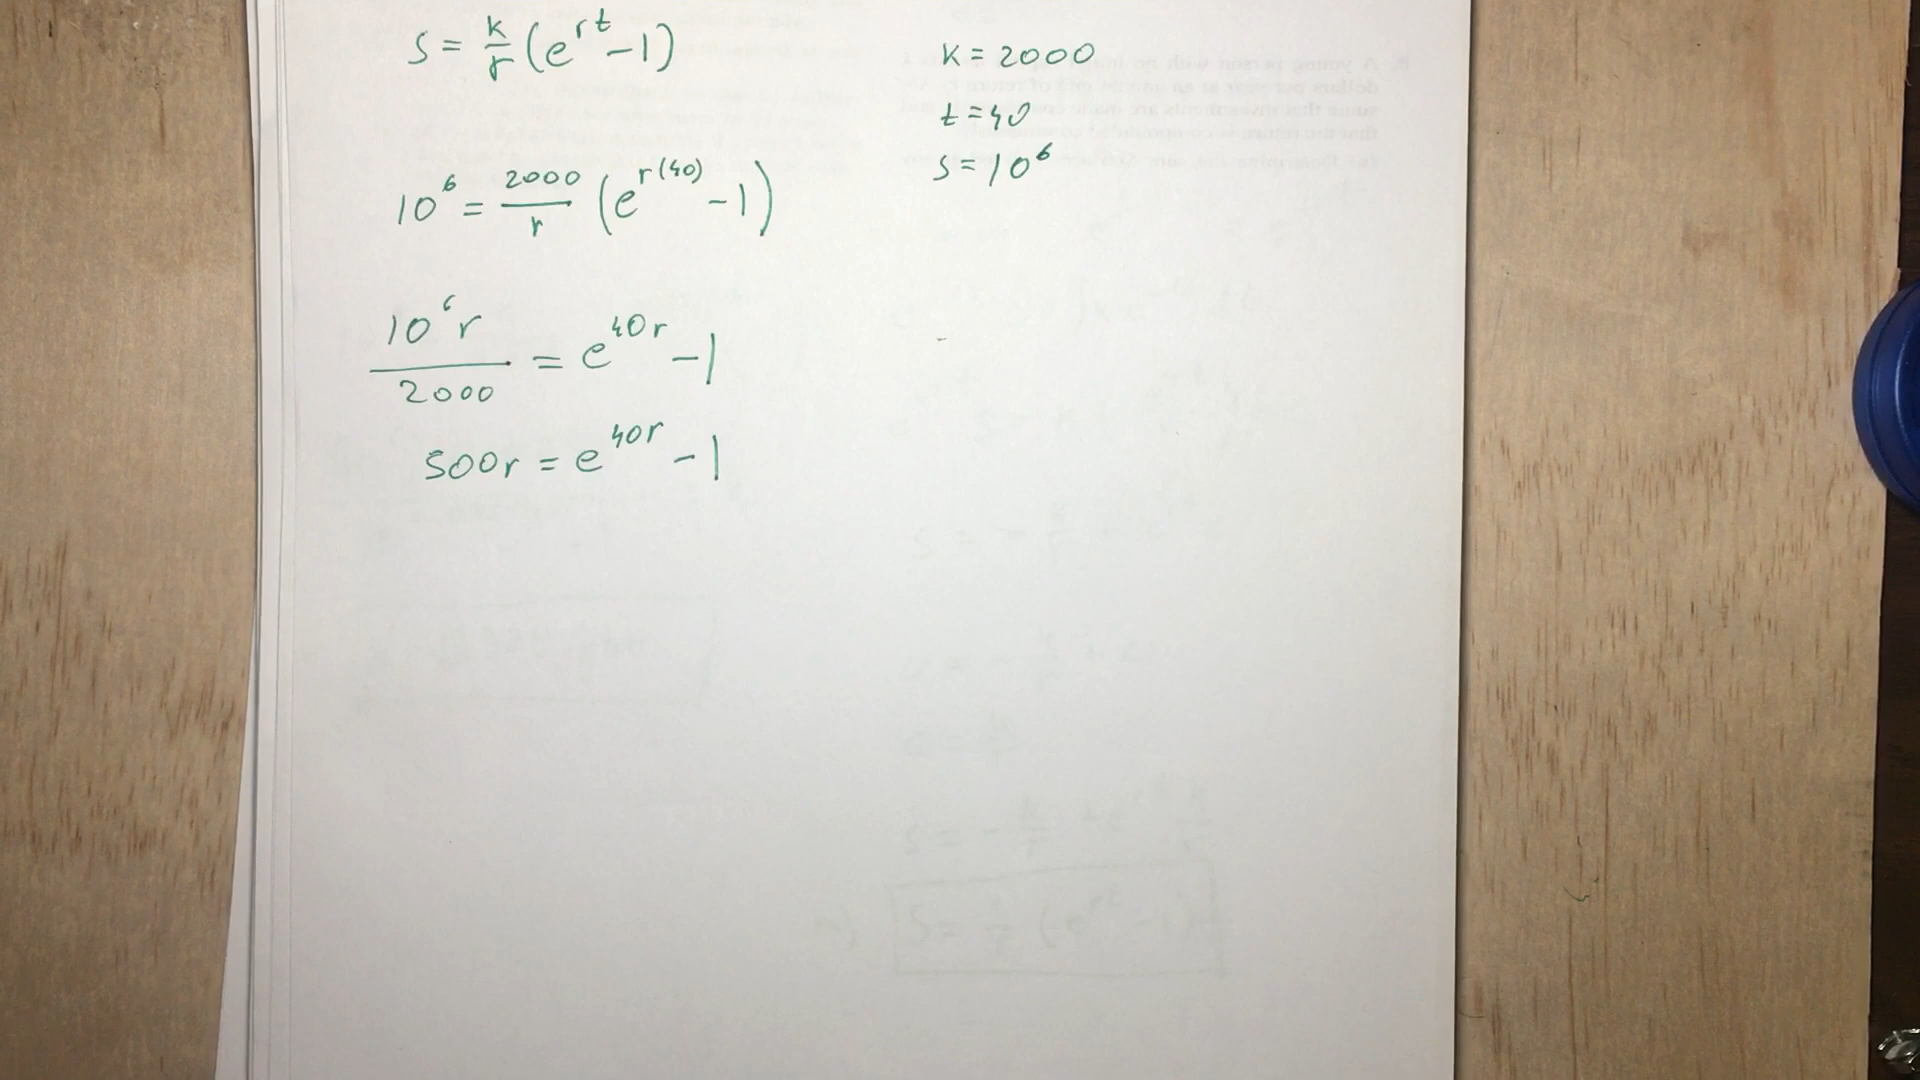 S = k/r (e^rt - 1)
k = 2000
t = 40
S = 10^6
10^6 = 2000/r (e^r(40) - 1)
10^6 r / 2000 = e^40r - 1
500r = e^40r - 1